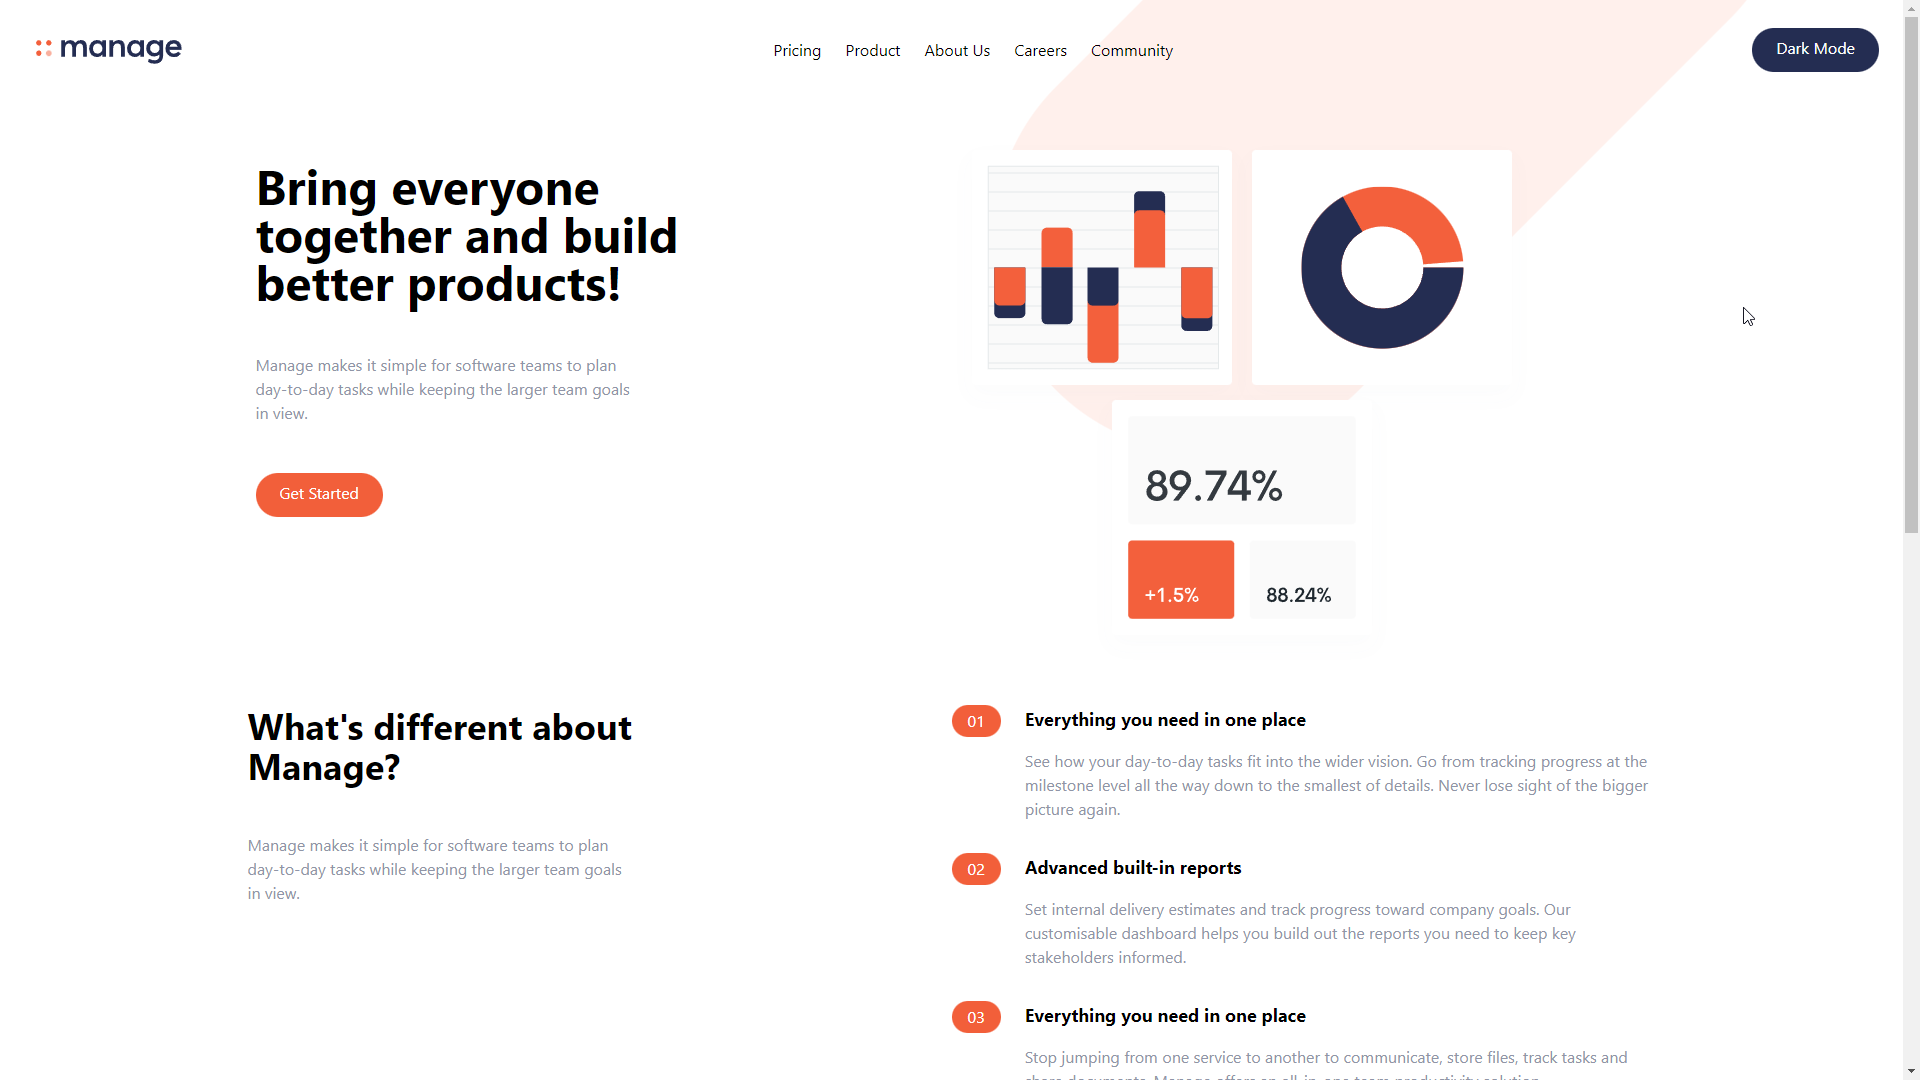 manage
Pricing
Product
About Us
Careers
Community
Dark Mode
Bring everyone
together and build
better products!
Manage makes it simple for software teams to plan
day-to-day tasks while keeping the larger team goals
in view.
Get Started
89.74%
+1.5%
88.24%
What's different about
Manage?
Manage makes it simple for software teams to plan
day-to-day tasks while keeping the larger team goals
in view.
01
Everything you need in one place
See how your day-to-day tasks fit into the wider vision. Go from tracking progress at the
milestone level all the way down to the smallest of details. Never lose sight of the bigger
picture again.
02
Advanced built-in reports
Set internal delivery estimates and track progress toward company goals. Our
customisable dashboard helps you build out the reports you need to keep key
stakeholders informed.
03
Everything you need in one place
Stop jumping from one service to another to communicate, store files, track tasks and